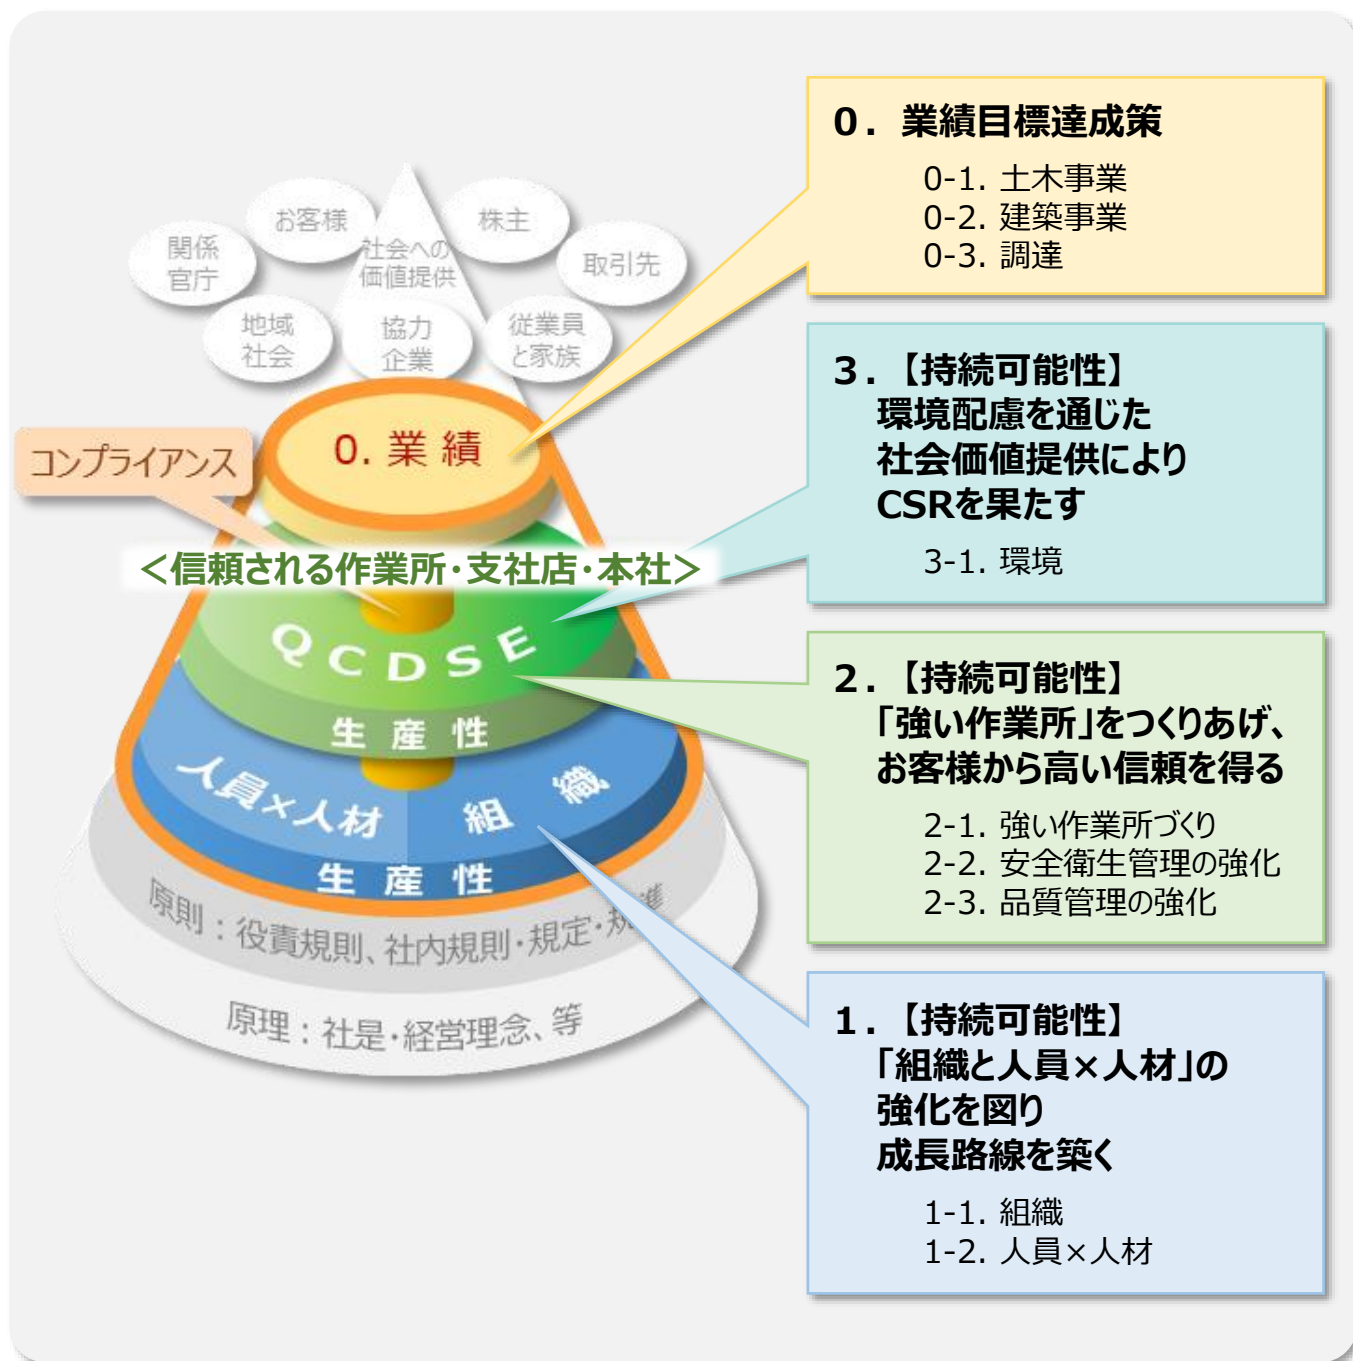 お客様
株主
関係
官庁
社会への
価値提供
取引先
地域
社会
協力
企業
従業員
と家族
0. 業績
コンプライアンス
＜信頼される作業所・支社店・本社＞
QCDSE
生産性
人員×人材
組織
生産性
原則：役責規則、社内規則・規定・規準
原理：社是・経営理念、等
0．業績目標達成策
0-1. 土木事業
0-2. 建築事業
0-3. 調達
3．【持続可能性】
環境配慮を通じた
社会価値提供により
CSRを果たす
3-1. 環境
2．【持続可能性】
「強い作業所」をつくりあげ、
お客様から高い信頼を得る
2-1. 強い作業所づくり
2-2. 安全衛生管理の強化
2-3. 品質管理の強化
1．【持続可能性】
「組織と人員×人材」の
強化を図り
成長路線を築く
1-1. 組織
1-2. 人員×人材